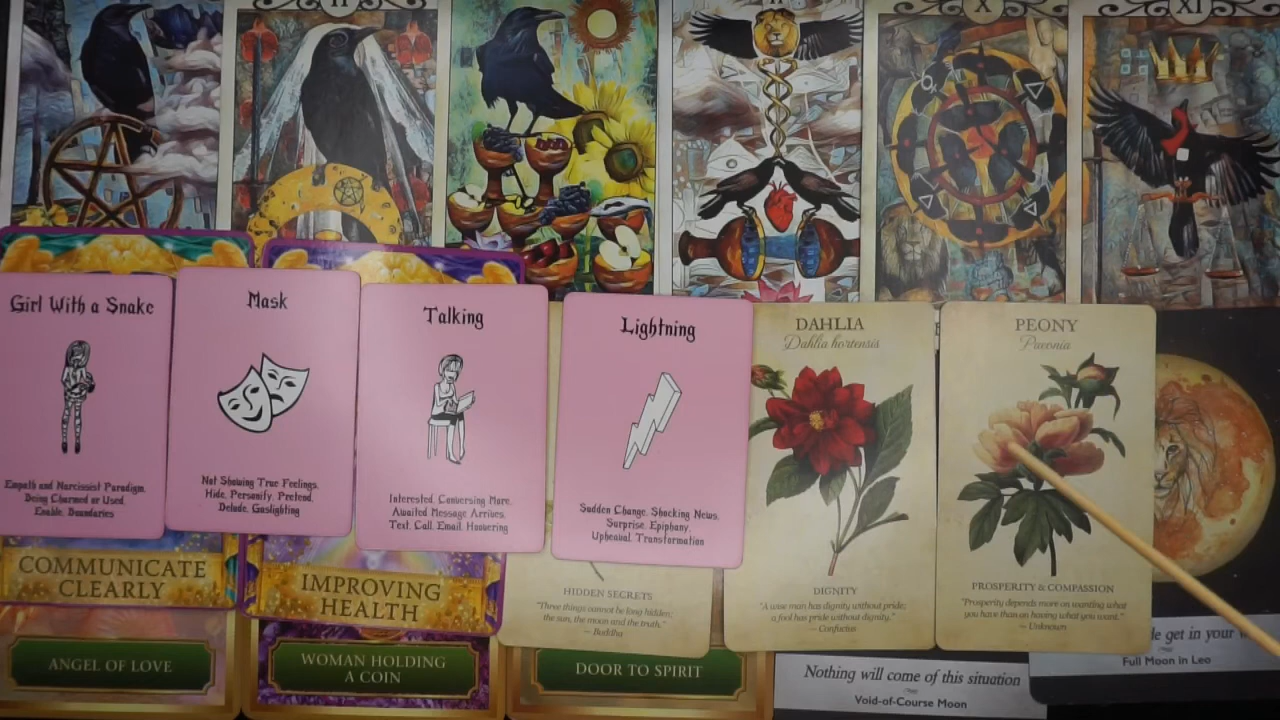 II
X
XI
Girl With a Snake
Empath and Narcissist Paradigm.
Being Charmed or Used.
Enable. Boundaries
Mask
Not Showing True Feelings.
Hide. Personify. Pretend.
Delude. Gaslighting
Talking
Interested. Conversing More.
Awaited Message Arrives.
Text. Call. Email. Hoovering
Lightning
Sudden Change. Shocking News.
Surprise. Epiphany.
Upheaval. Transformation
DAHLIA
Dahlia hortensis
DIGNITY
"A wise man has dignity without pride;
a fool has pride without dignity."
— Confucius
PEONY
Paeonia
PROSPERITY & COMPASSION
"Prosperity depends more on wanting what
you have than on having what you want."
— Unknown
COMMUNICATE
CLEARLY
IMPROVING
HEALTH
HIDDEN SECRETS
"Three things cannot be long hidden:
the sun, the moon and the truth."
— Buddha
ANGEL OF LOVE
WOMAN HOLDING
A COIN
DOOR TO SPIRIT
Nothing will come of this situation
Void-of-Course Moon
get in your
Full Moon in Leo